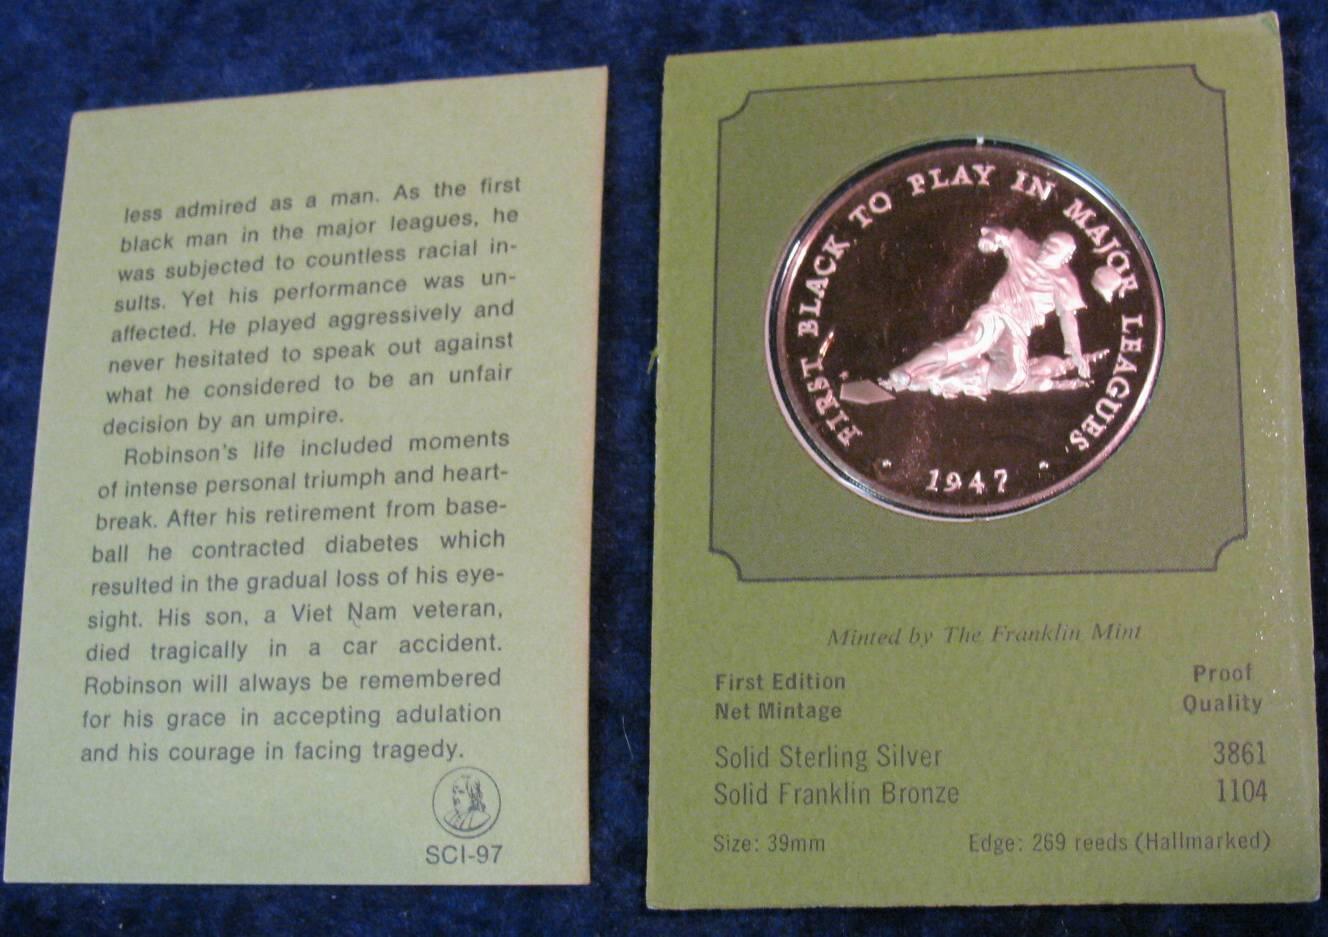 less admired as a man. As the first
black man in the major leagues, he
was subjected to countless racial in-
sults. Yet his performance was un-
affected. He played aggressively and
never hesitated to speak out against
what he considered to be an unfair
decision by an umpire.
Robinson's life included moments
of intense personal triumph and heart-
break. After his retirement from base-
ball he contracted diabetes which
resulted in the gradual loss of his eye-
sight. His son, a Viet Nam veteran,
died tragically in a car accident.
Robinson will always be remembered
for his grace in accepting adulation
and his courage in facing tragedy.
SCI-97
FIRST BLACK TO PLAY IN MAJOR LEAGUES
· 1947 ·
Minted by The Franklin Mint
First Edition
Net Mintage
Proof
Quality
Solid Sterling Silver 3861
Solid Franklin Bronze 1104
Size: 39mm Edge: 269 reeds (Hallmarked)